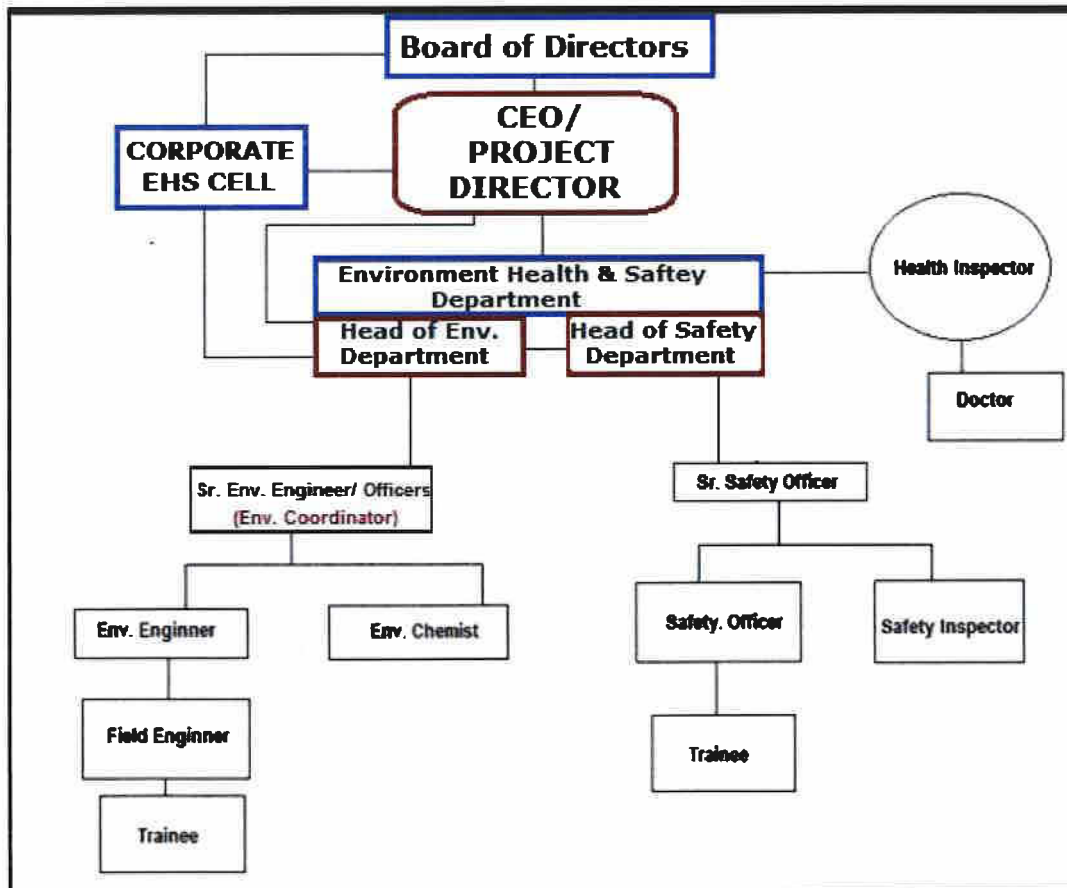 Board of Directors
CEO/
PROJECT
DIRECTOR
CORPORATE
EHS CELL
Environment Health & Saftey
Department
Health Inspector
Head of Env.
Department
Head of Safety
Department
Doctor
Sr. Env. Engineer/ Officers
(Env. Coordinator)
Sr. Safety Officer
Env. Enginner
Env. Chemist
Safety. Officer
Safety Inspector
Field Enginner
Trainee
Trainee